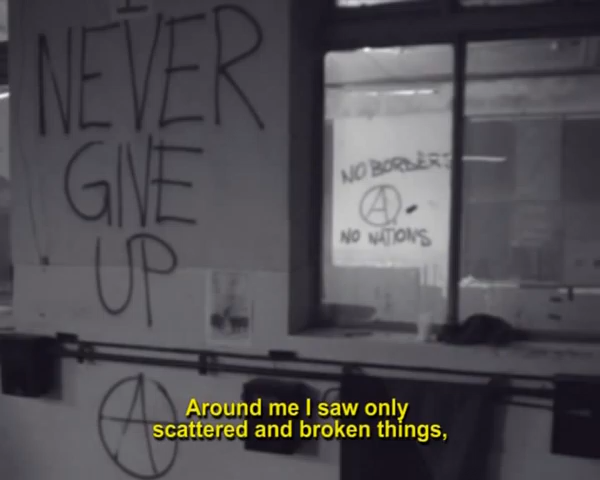 I
NEVER
GIVE
UP
NO BORDERS
A
NO NATIONS
A
Around me I saw only
scattered and broken things,